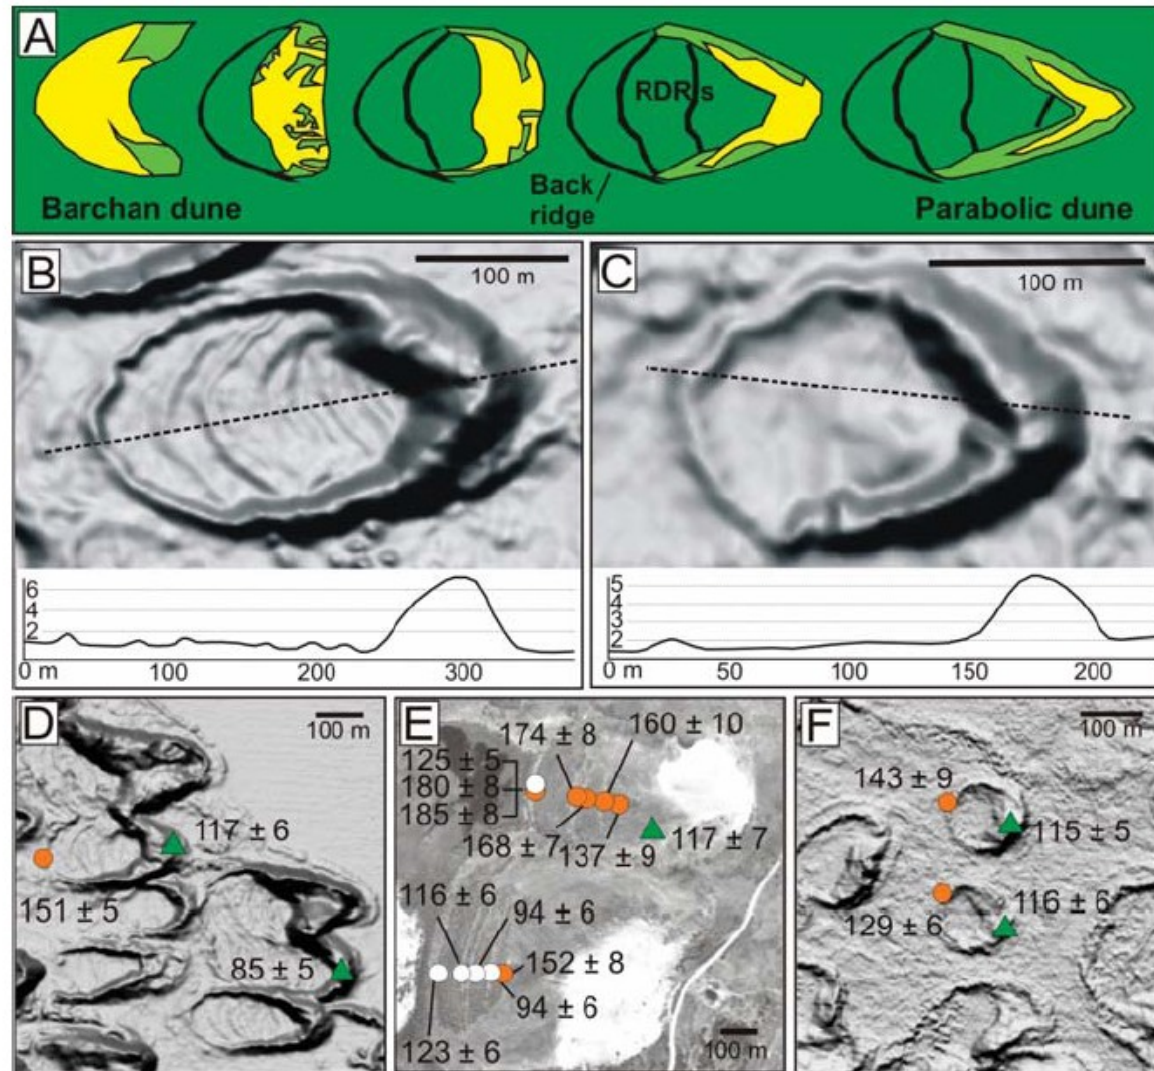 A
RDR's
Back
ridge
Barchan dune
Parabolic dune
B
100 m
6
4
2
0 m 100 200 300
C
100 m
5
4
3
2
0 m 50 100 150 200
D
100 m
117 ± 6
151 ± 5
85 ± 5
E
174 ± 8
160 ± 10
125 ± 5
180 ± 8
185 ± 8
168 ± 7
137 ± 9
117 ± 7
116 ± 6
94 ± 6
152 ± 8
94 ± 6
123 ± 6
100 m
F
100 m
143 ± 9
115 ± 5
116 ± 6
129 ± 6